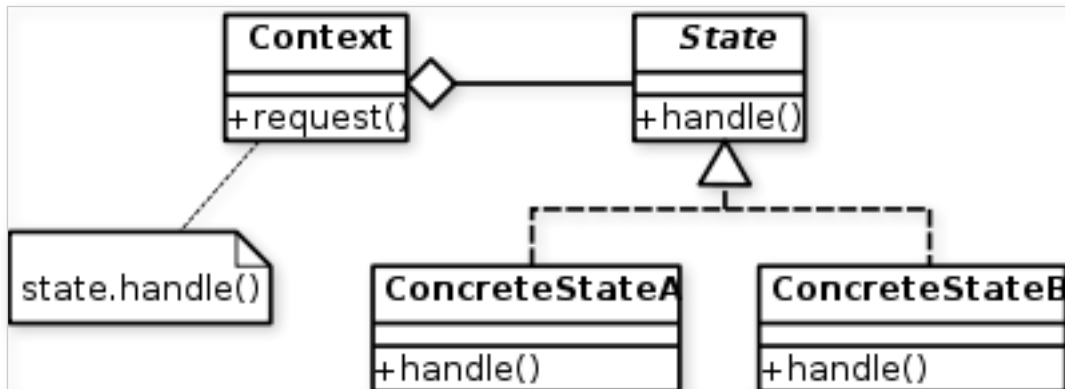 Context
State
+request()
+handle()
state.handle()
ConcreteStateA
ConcreteStateB
+handle()
+handle()